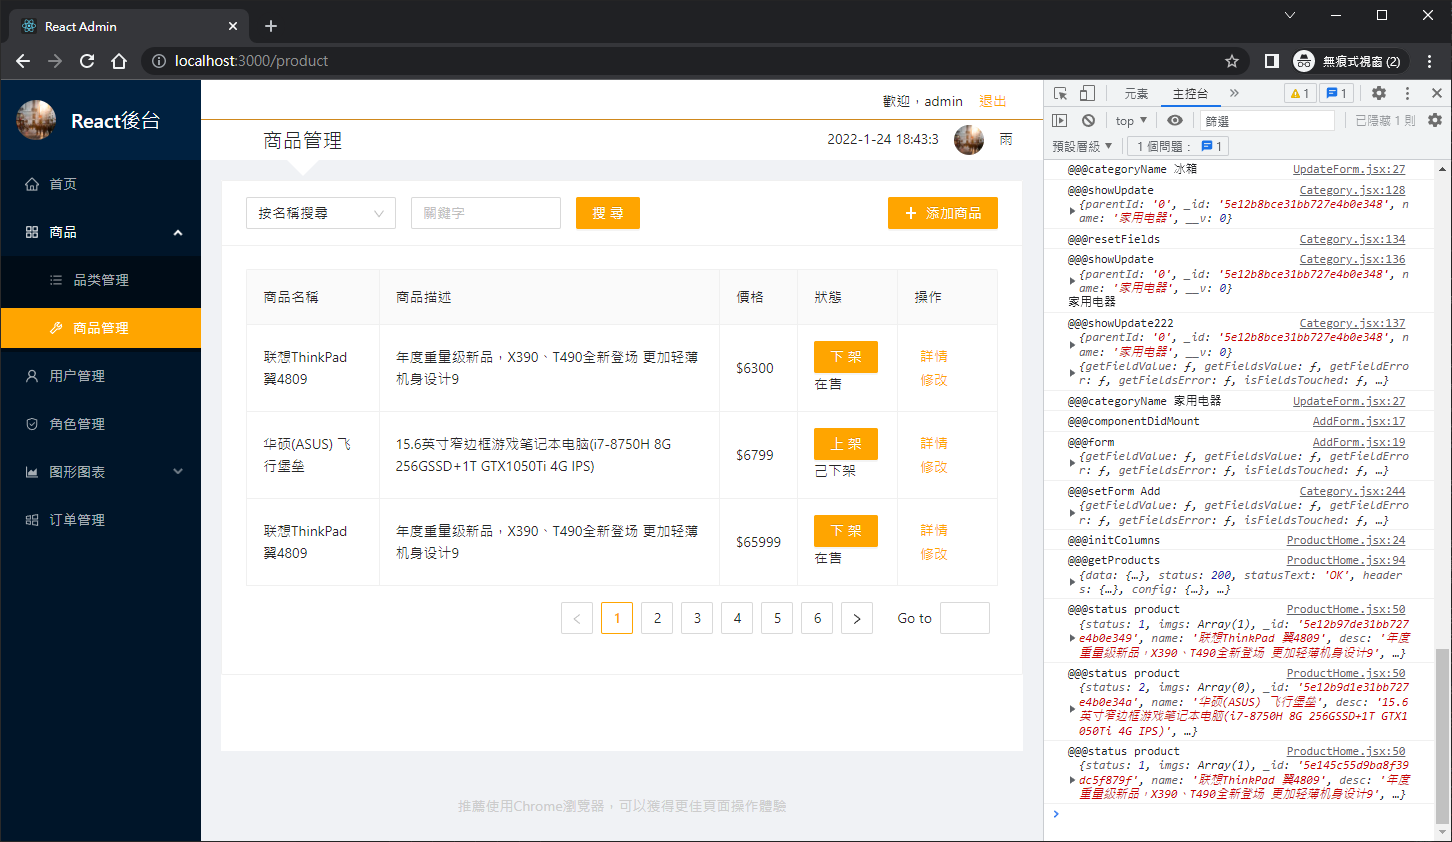 React Admin
localhost:3000/product
無痕式視窗 (2)
React後台
首页
商品
品类管理
商品管理
用户管理
角色管理
图形图表
订单管理
歡迎，admin 退出
商品管理
2022-1-24 18:43:3 雨
按名稱搜尋 關鍵字 搜 尋 添加商品
商品名稱 商品描述 價格 狀態 操作
联想ThinkPad 翼4809
年度重量級新品，X390、T490全新登场 更加轻薄
机身设计9
$6300
下 架
在售
詳情
修改
华硕(ASUS) 飞
行堡垒
15.6英寸窄边框游戏笔记本电脑(i7-8750H 8G
256GSSD+1T GTX1050Ti 4G IPS)
$6799
上 架
己下架
詳情
修改
联想ThinkPad
翼4809
年度重量級新品，X390、T490全新登场 更加轻薄
机身设计9
$65999
下 架
在售
詳情
修改
< 1 2 3 4 5 6 > Go to
推薦使用Chrome瀏覽器，可以獲得更佳頁面操作體驗
元素 主控台 1 1
top ▼ 篩選 已隱藏 1 則
預設層級 ▼ 1 個問題： 1
@@@categoryName 冰箱 UpdateForm.jsx:27
@@@showUpdate Category.jsx:128
{parentId: '0', _id: '5e12b8bce31bb727e4b0e348', n
ame: '家用电器', __v: 0}
@@@resetFields Category.jsx:134
@@@showUpdate Category.jsx:136
{parentId: '0', _id: '5e12b8bce31bb727e4b0e348', n
ame: '家用电器', __v: 0}
家用电器
@@@showUpdate222 Category.jsx:137
{parentId: '0', _id: '5e12b8bce31bb727e4b0e348', n
ame: '家用电器', __v: 0}
{getFieldValue: ƒ, getFieldsValue: ƒ, getFieldErro
r: ƒ, getFieldsError: ƒ, isFieldsTouched: ƒ, …}
@@@categoryName 家用电器 UpdateForm.jsx:27
@@@componentDidMount AddForm.jsx:17
@@@form AddForm.jsx:19
{getFieldValue: ƒ, getFieldsValue: ƒ, getFieldErro
r: ƒ, getFieldsError: ƒ, isFieldsTouched: ƒ, …}
@@@setForm Add Category.jsx:244
{getFieldValue: ƒ, getFieldsValue: ƒ, getFieldErro
r: ƒ, getFieldsError: ƒ, isFieldsTouched: ƒ, …}
@@@initColumns ProductHome.jsx:24
@@@getProducts ProductHome.jsx:94
{data: {…}, status: 200, statusText: 'OK', header
s: {…}, config: {…}, …}
@@@status product ProductHome.jsx:50
{status: 1, imgs: Array(1), _id: '5e12b97de31bb727
e4b0e349', name: '联想ThinkPad 翼4809', desc: '年度
重量級新品，X390、T490全新登场 更加轻薄机身设计9', …}
@@@status product ProductHome.jsx:50
{status: 2, imgs: Array(0), _id: '5e12b9d1e31bb727
e4b0e34a', name: '华硕(ASUS) 飞行堡垒', desc: '15.6
英寸窄边框游戏笔记本电脑(i7-8750H 8G 256GSSD+1T GTX1
050Ti 4G IPS)', …}
@@@status product ProductHome.jsx:50
{status: 1, imgs: Array(1), _id: '5e145c55d9ba8f39
dc5f879f', name: '联想ThinkPad 翼4809', desc: '年度
重量級新品，X390、T490全新登场 更加轻薄机身设计9', …}